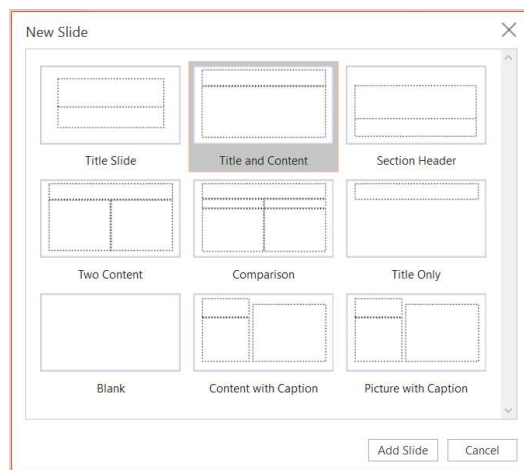 New Slide
Title Slide
Title and Content
Section Header
Two Content
Comparison
Title Only
Blank
Content with Caption
Picture with Caption
Add Slide
Cancel